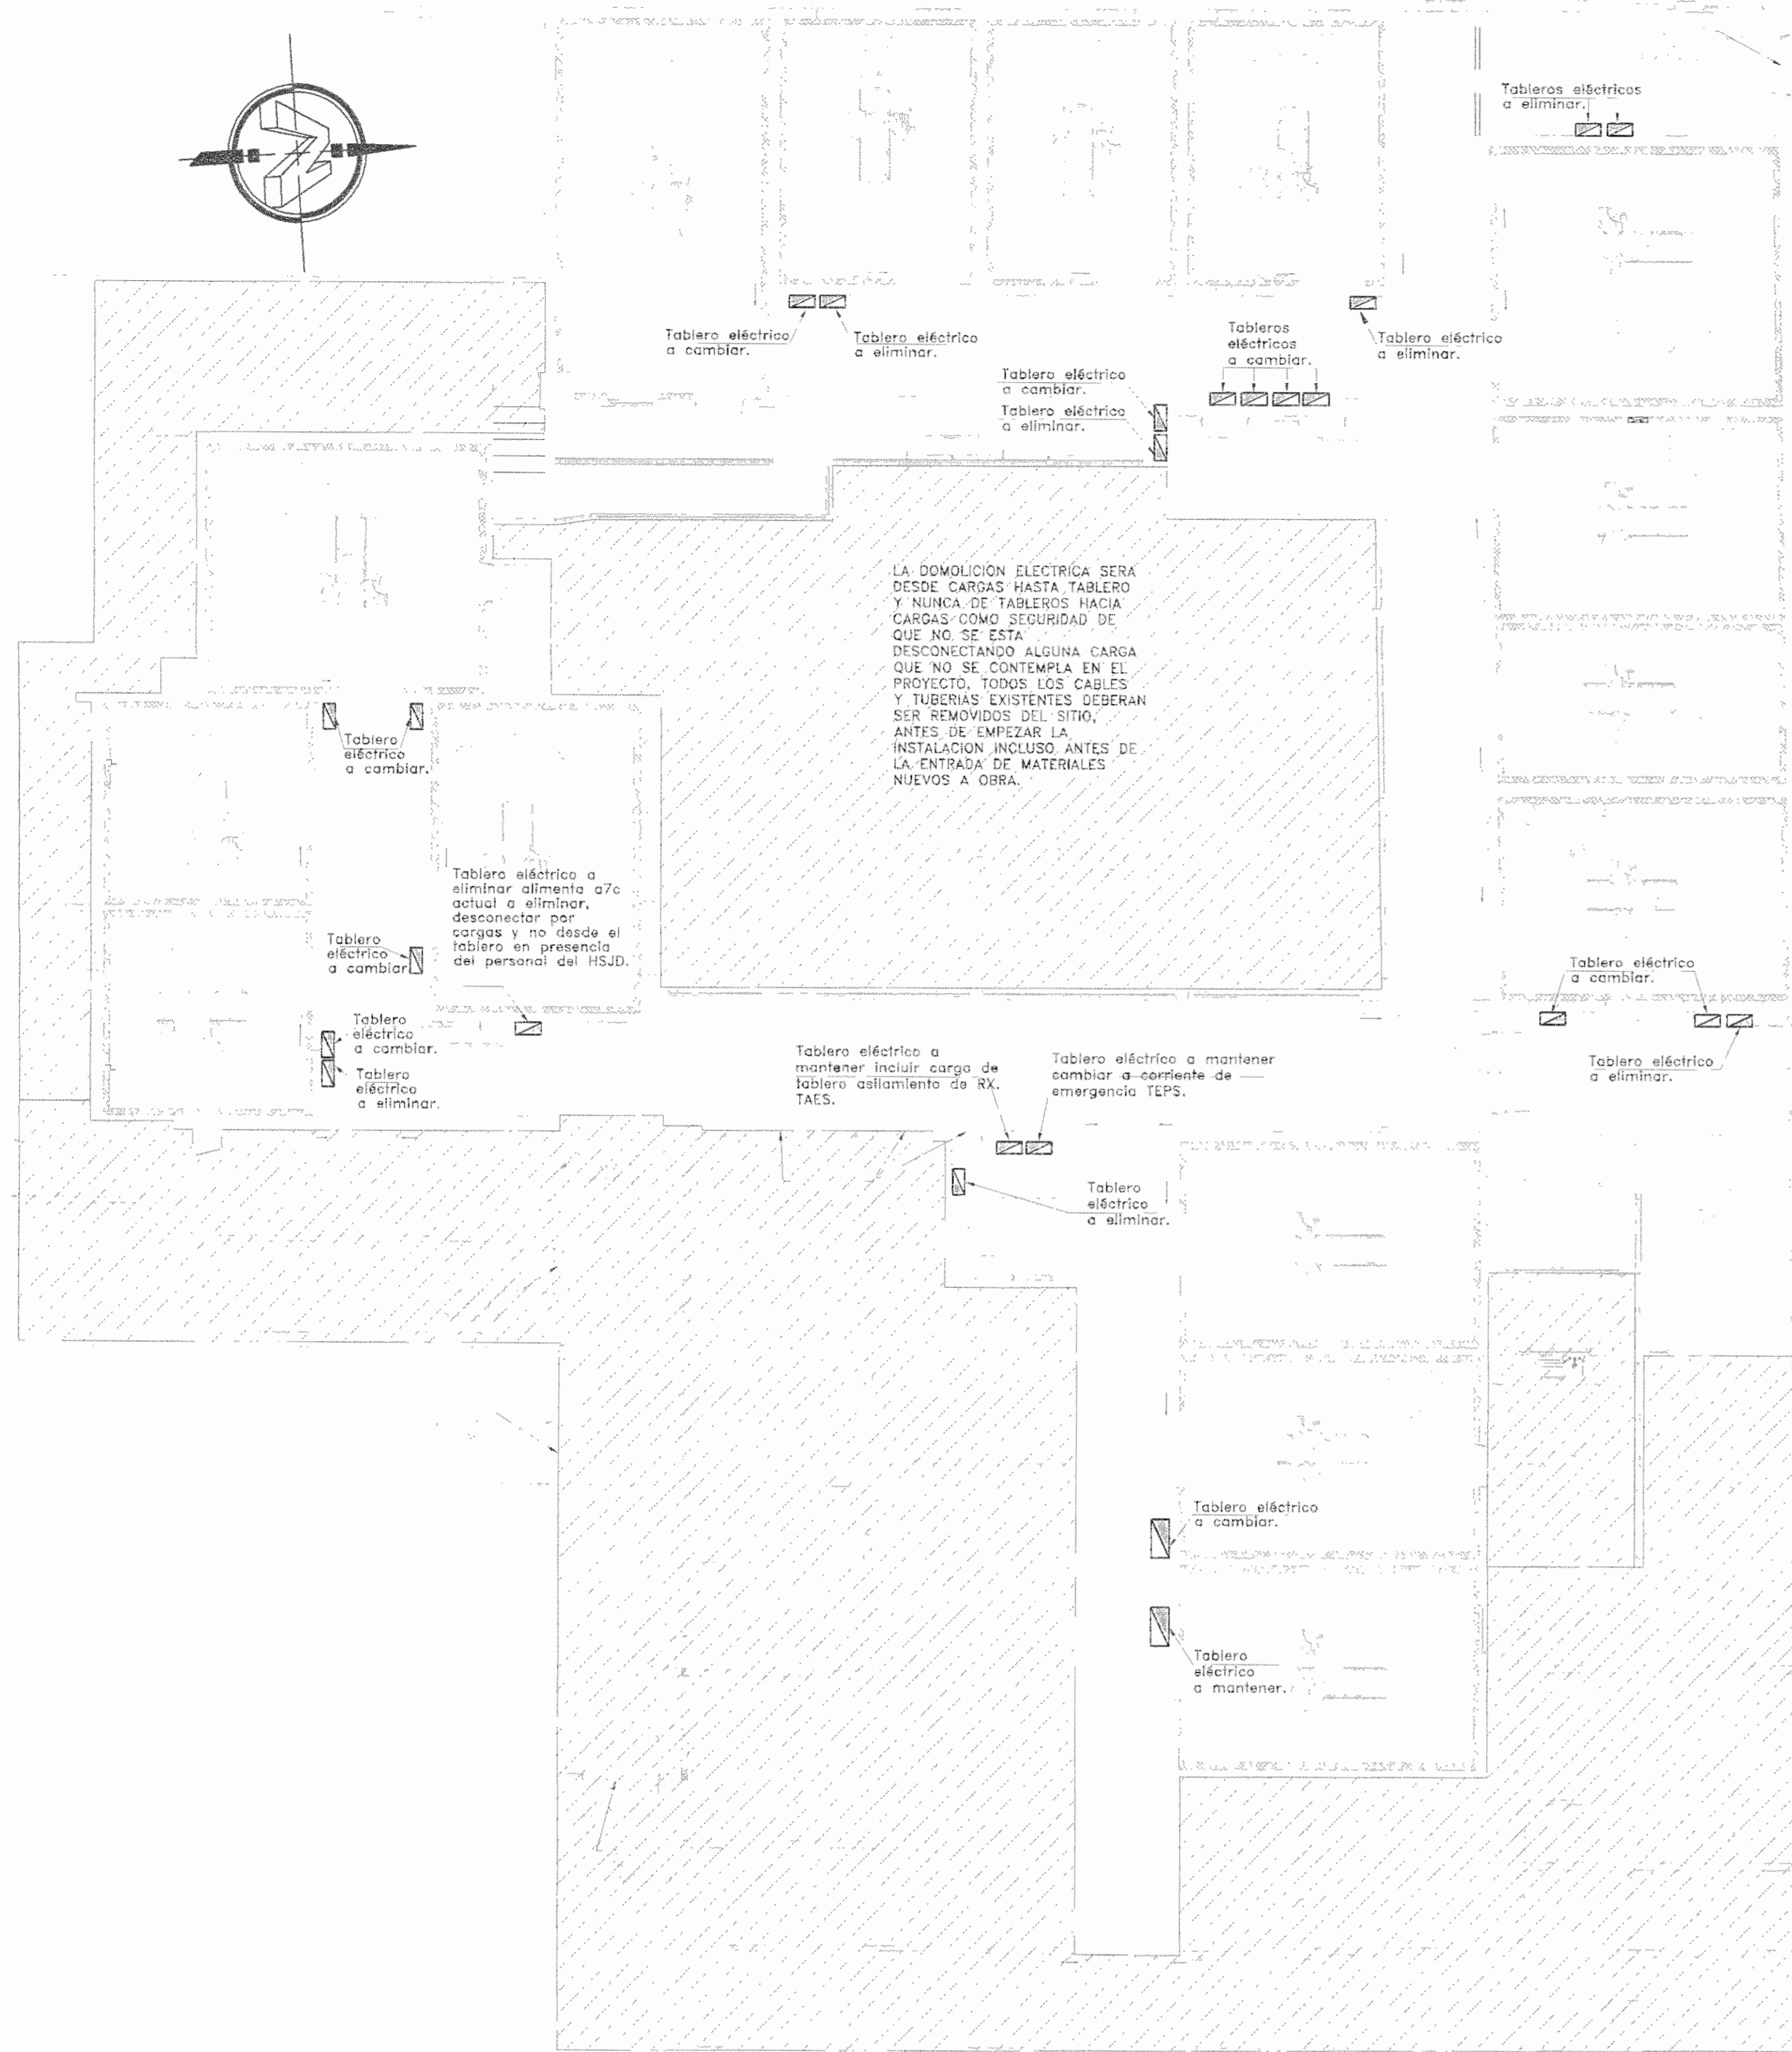 Tableros eléctricos
a eliminar.
Tablero eléctrico
a cambiar.
Tablero eléctrico
a eliminar.
Tableros
eléctricos
a cambiar.
Tablero eléctrico
a eliminar.
Tablero eléctrico
a cambiar.
Tablero eléctrico
a eliminar.
LA DOMOLICION ELECTRICA SERA
DESDE CARGAS HASTA TABLERO
Y NUNCA DE TABLEROS HACIA
CARGAS COMO SEGURIDAD DE
QUE NO SE ESTA
DESCONECTANDO ALGUNA CARGA
QUE NO SE CONTEMPLA EN EL
PROYECTO, TODOS LOS CABLES
Y TUBERIAS EXISTENTES DEBERAN
SER REMOVIDOS DEL SITIO,
ANTES DE EMPEZAR LA
INSTALACION INCLUSO ANTES DE
LA ENTRADA DE MATERIALES
NUEVOS A OBRA.
Tablero
eléctrico
a cambiar.
Tablero eléctrico a
eliminar alimenta a7c
actual a eliminar,
desconectar por
cargas y no desde el
tablero en presencia
del personal del HSJD.
Tablero
eléctrico
a cambiar.
Tablero
eléctrico
a cambiar.
Tablero
eléctrico
a eliminar.
Tablero eléctrico
a cambiar.
Tablero eléctrico
a eliminar.
Tablero eléctrico a
mantener incluir carga de
tablero asilamiento de RX.
TAES.
Tablero eléctrico a mantener
cambiar a corriente de
emergencia TEPS.
Tablero
eléctrico
a eliminar.
Tablero eléctrico
a cambiar.
Tablero
eléctrico
a mantener.